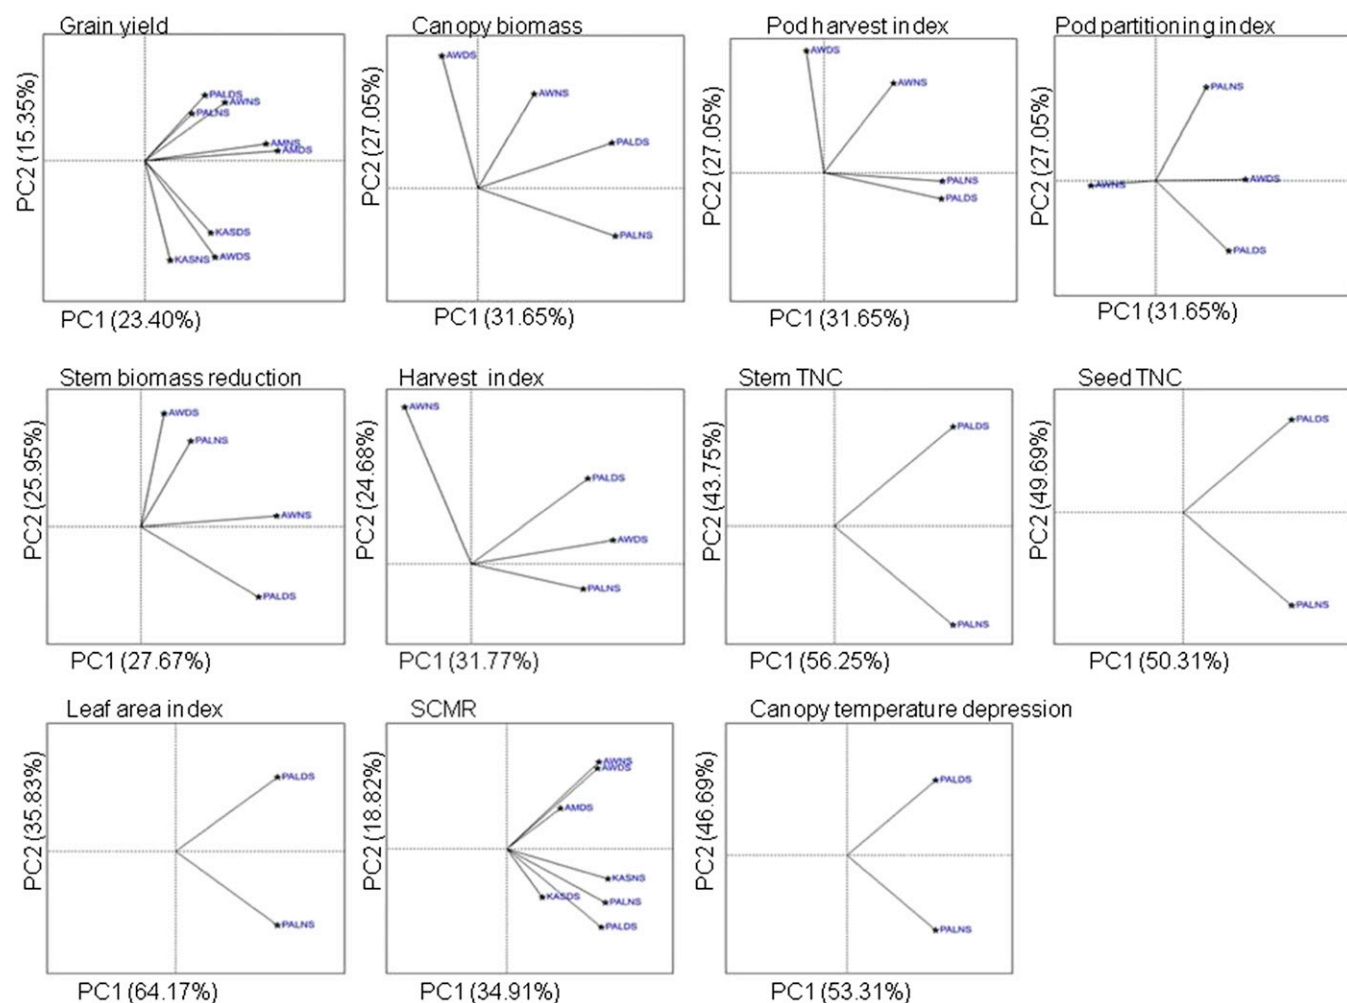 Grain yield
PC2 (15.35%)
PALDS
AWNS
PALNS
AMNS
AMDS
KASDS
KASNS
AWDS
PC1 (23.40%)
Canopy biomass
PC2 (27.05%)
AWDS
AWNS
PALDS
PALNS
PC1 (31.65%)
Pod harvest index
PC2 (27.05%)
AWDS
AWNS
PALNS
PALDS
PC1 (31.65%)
Pod partitioning index
PC2 (27.05%)
PALNS
AWNS
AWDS
PALDS
PC1 (31.65%)
Stem biomass reduction
PC2 (25.95%)
AWDS
PALNS
AWNS
PALDS
PC1 (27.67%)
Harvest index
PC2 (24.68%)
AWNS
PALDS
AWDS
PALNS
PC1 (31.77%)
Stem TNC
PC2 (43.75%)
PALDS
PALNS
PC1 (56.25%)
Seed TNC
PC2 (49.69%)
PALDS
PALNS
PC1 (50.31%)
Leaf area index
PC2 (35.83%)
PALDS
PALNS
PC1 (64.17%)
SCMR
PC2 (18.82%)
AWNS
AWDS
AMDS
KASNS
KASDS
PALNS
PALDS
PC1 (34.91%)
Canopy temperature depression
PC2 (46.69%)
PALDS
PALNS
PC1 (53.31%)